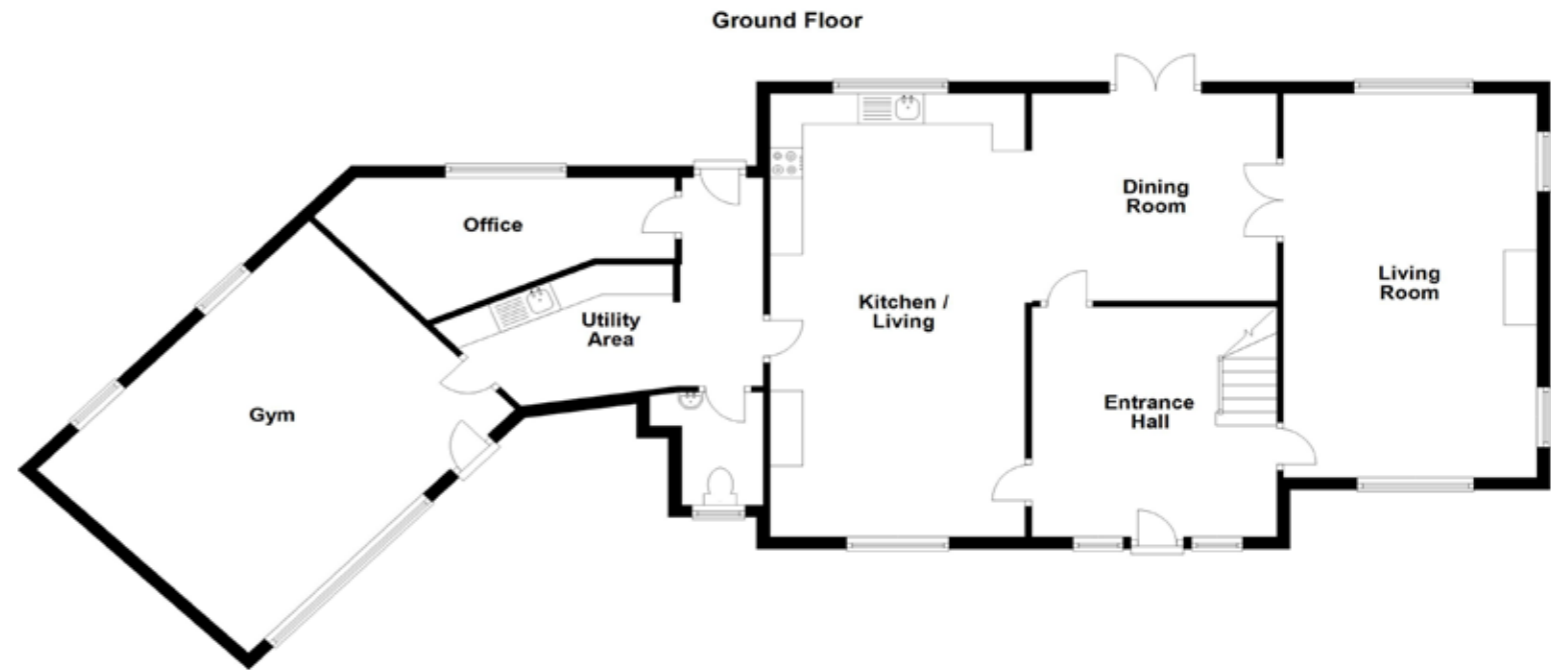 Ground Floor
Office
Utility
Area
Gym
Kitchen /
Living
Dining
Room
Entrance
Hall
Living
Room